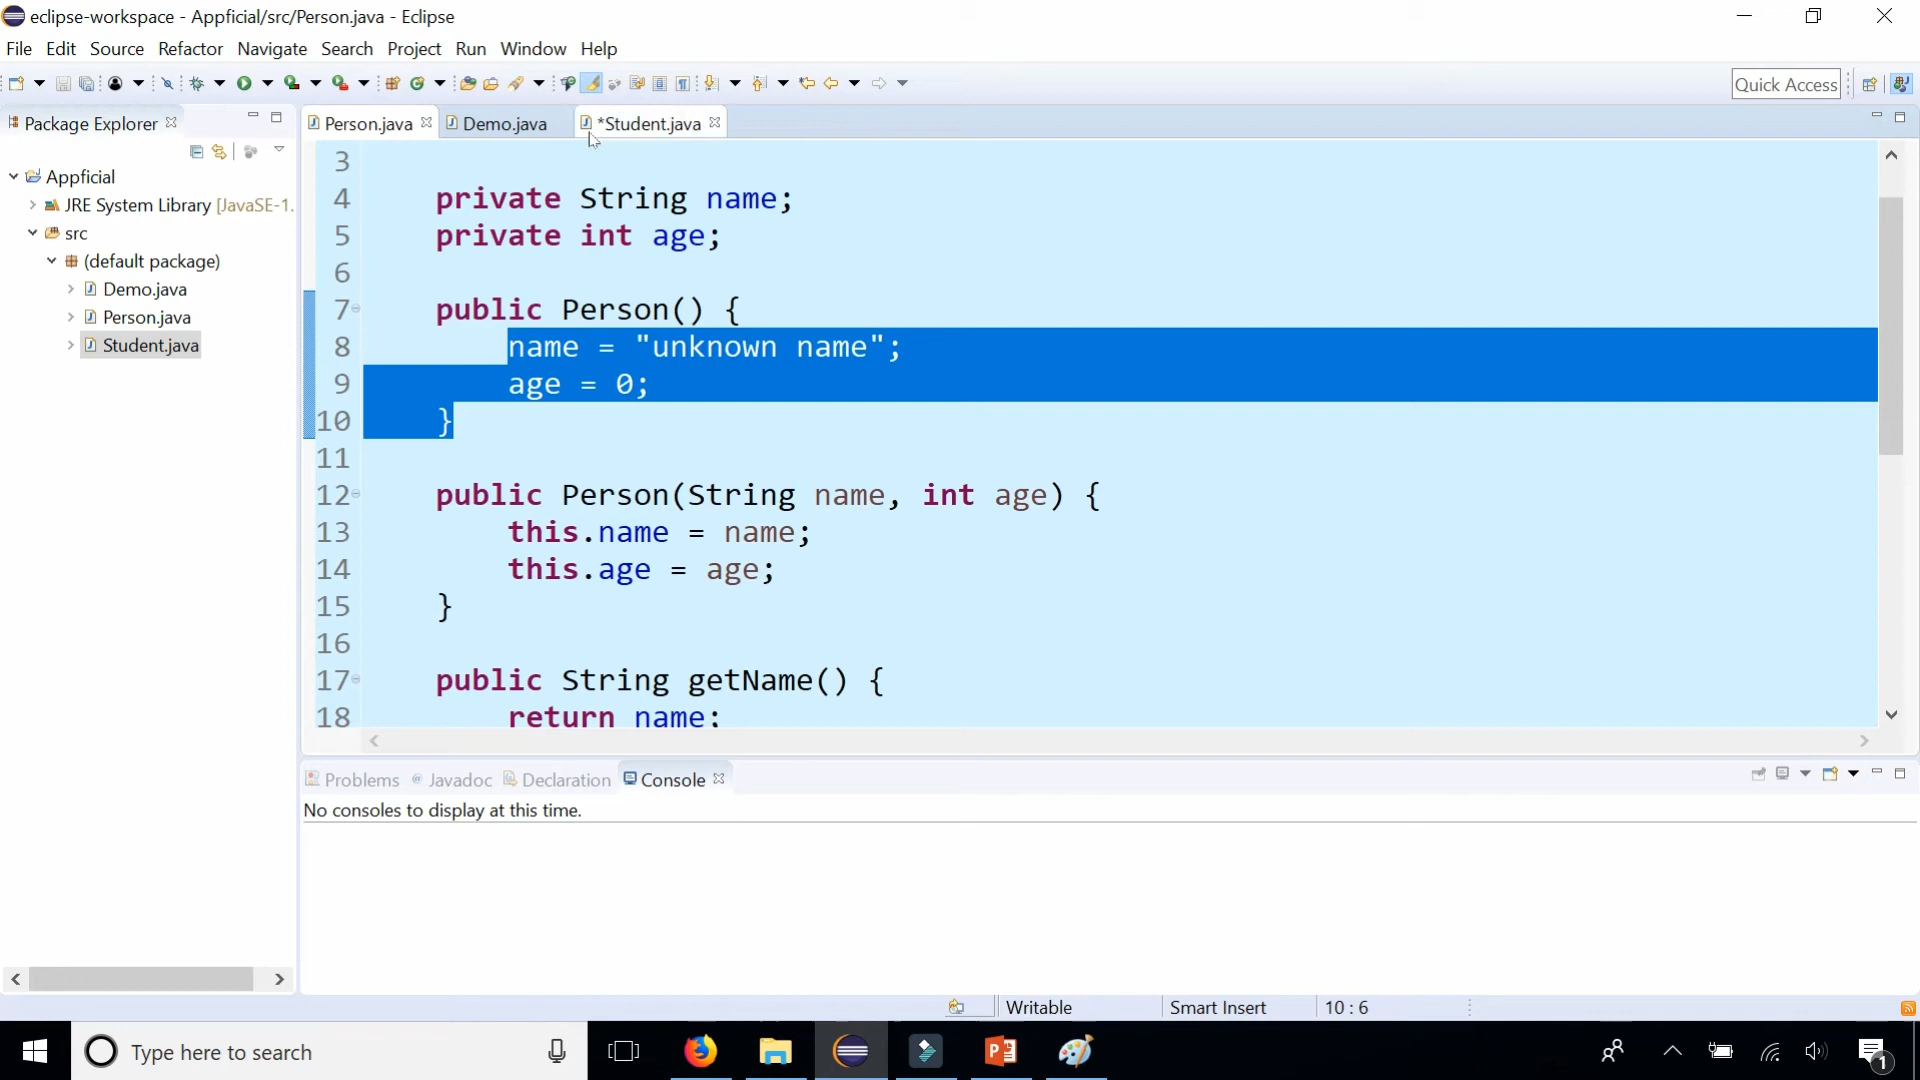 eclipse-workspace - Appficial/src/Person.java - Eclipse
File Edit Source Refactor Navigate Search Project Run Window Help
Quick Access
Package Explorer
Person.java Demo.java *Student.java
Appficial
JRE System Library [JavaSE-1.
src
(default package)
Demo.java
Person.java
Student.java
3
4 private String name;
5 private int age;
6
7 public Person() {
8 name = "unknown name";
9 age = 0;
10 }
11
12 public Person(String name, int age) {
13 this.name = name;
14 this.age = age;
15 }
16
17 public String getName() {
18 return name;
Problems Javadoc Declaration Console
No consoles to display at this time.
Writable Smart Insert 10 : 6
Type here to search
1